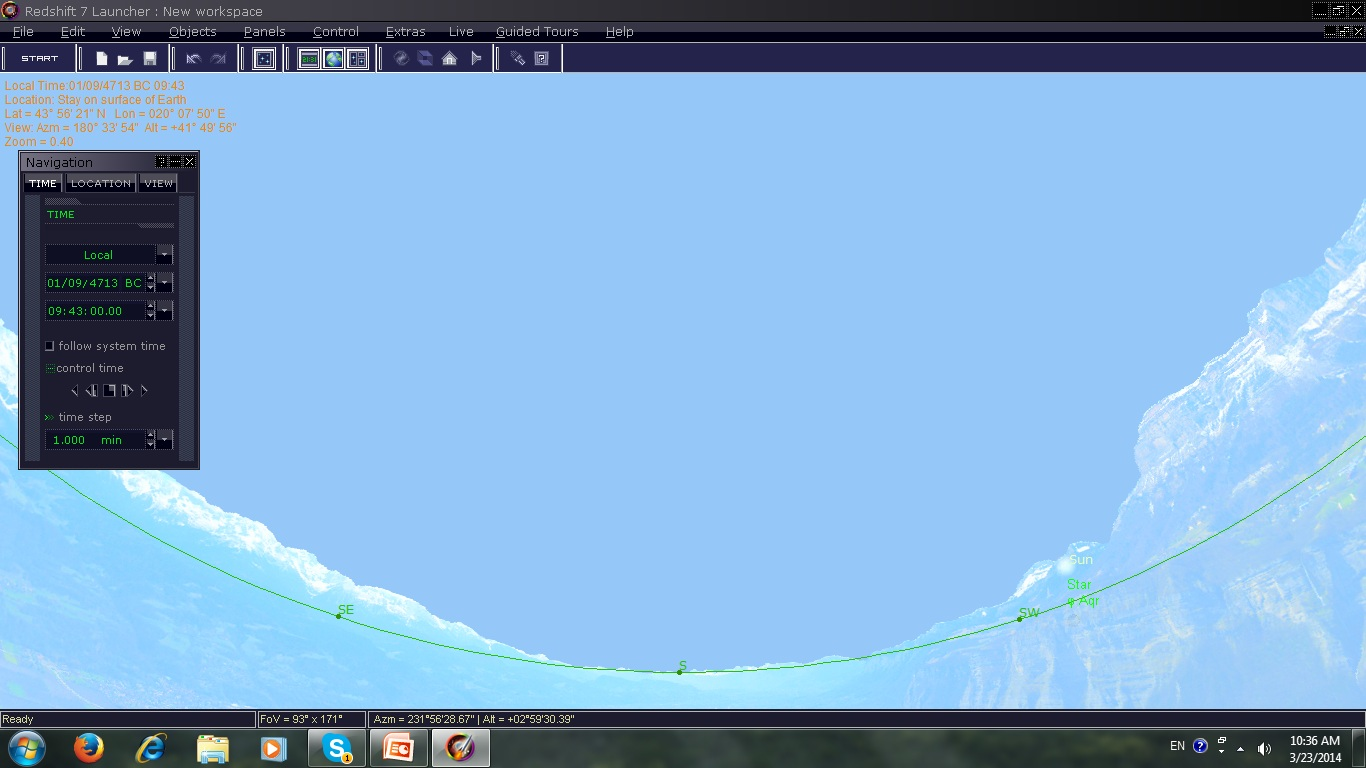 Redshift 7 Launcher : New workspace
File Edit View Objects Panels Control Extras Live Guided Tours Help
START
Local Time:01/09/4713 BC 09:43
Location: Stay on surface of Earth
Lat = 43° 56' 21" N Lon = 020° 07' 50" E
View: Azm = 180° 33' 54" Alt = +41° 49' 56"
Zoom = 0.40
Navigation
TIME LOCATION VIEW
TIME
Local
01/09/4713 BC
09:43:00.00
follow system time
control time
time step
1.000 min
Sun
Star
φ Aqr
SE
SW
S
Ready
FoV = 93° x 171°
Azm = 231°56'28.67" | Alt = +02°59'30.39"
EN
10:36 AM
3/23/2014